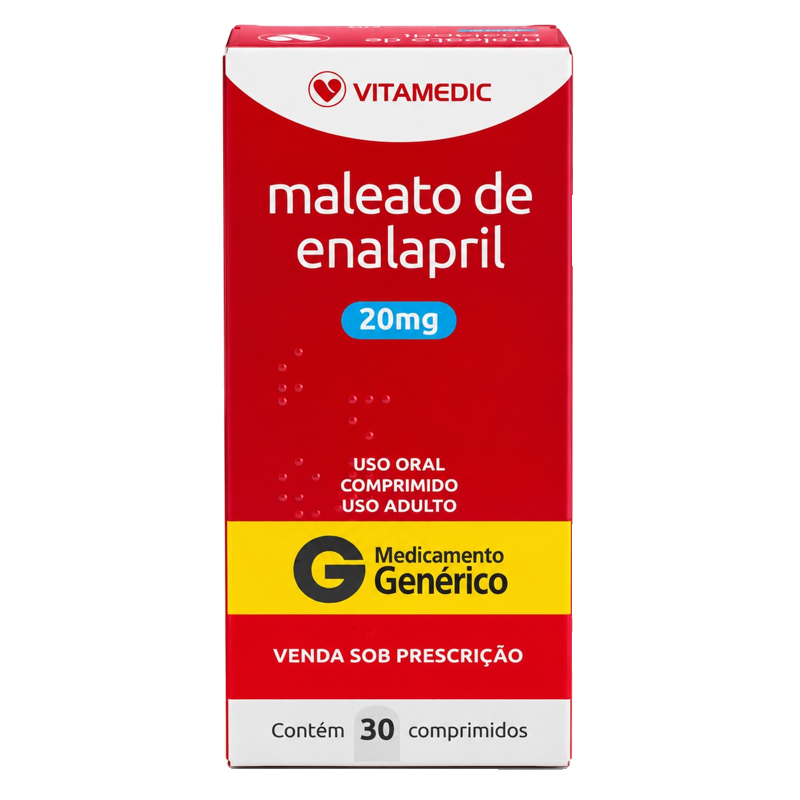 VITAMEDIC
maleato de
enalapril
20mg
USO ORAL
COMPRIMIDO
USO ADULTO
G Medicamento
Genérico
VENDA SOB PRESCRIÇÃO
Contém 30 comprimidos